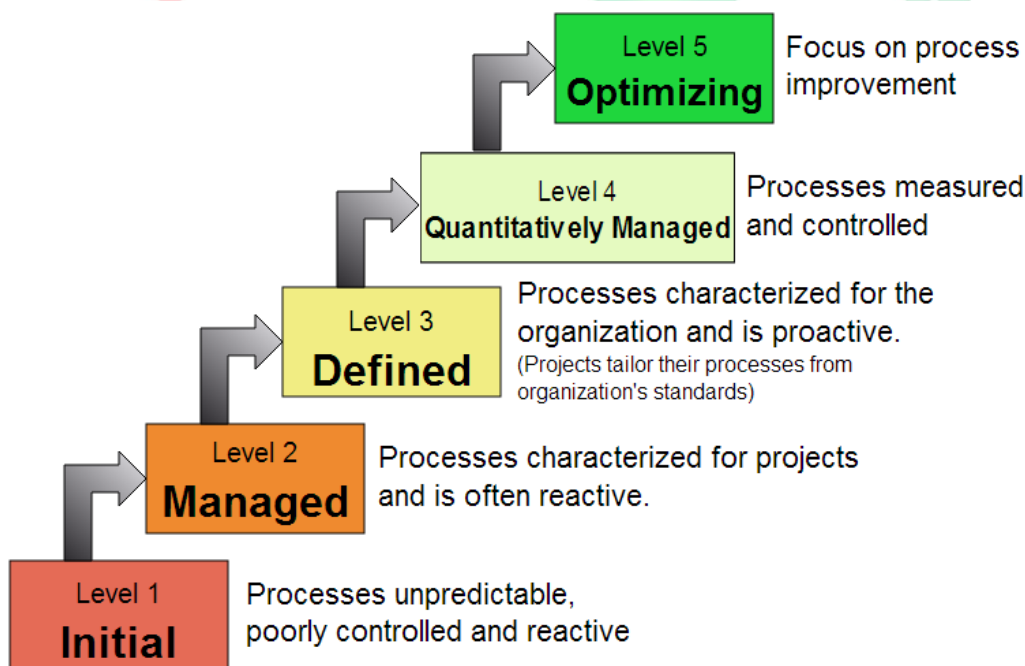 Level 5
Optimizing
Focus on process
improvement
Level 4
Quantitatively Managed
Processes measured
and controlled
Level 3
Defined
Processes characterized for the
organization and is proactive.
(Projects tailor their processes from
organization's standards)
Level 2
Managed
Processes characterized for projects
and is often reactive.
Level 1
Initial
Processes unpredictable,
poorly controlled and reactive